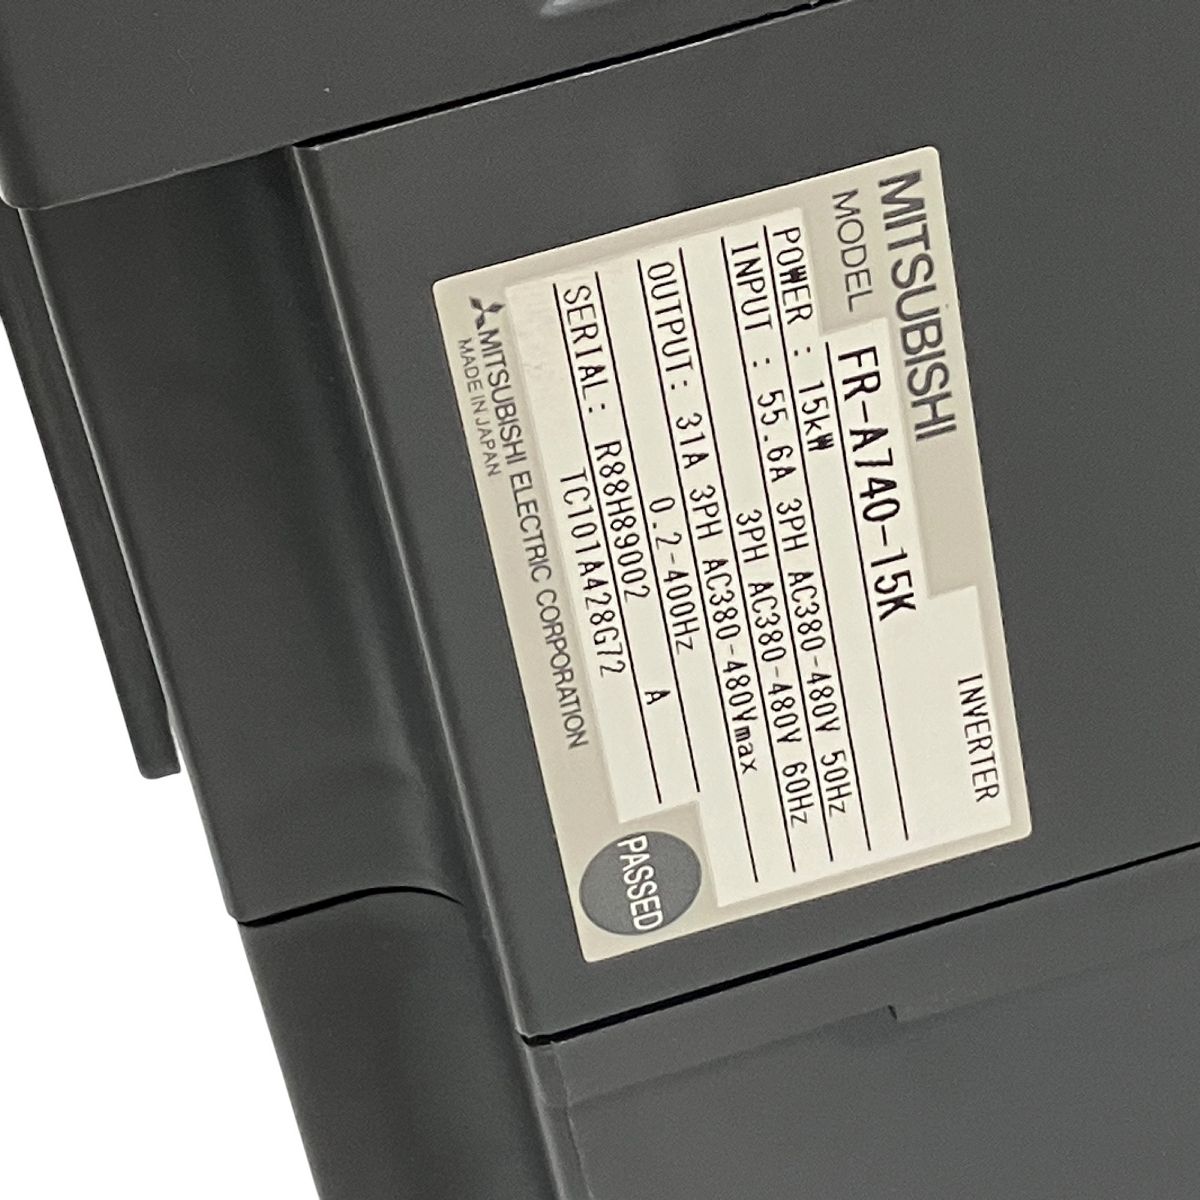 MITSUBISHI
INVERTER
MODEL FR-A740-15K
POWER : 15kW
INPUT : 55.6A 3PH AC380-480V 50Hz
3PH AC380-480V 60Hz
OUTPUT: 31A 3PH AC380-480Vmax
0.2-400Hz
SERIAL: R88H89002 A
TC101A428G72
MITSUBISHI ELECTRIC CORPORATION
MADE IN JAPAN
PASSED